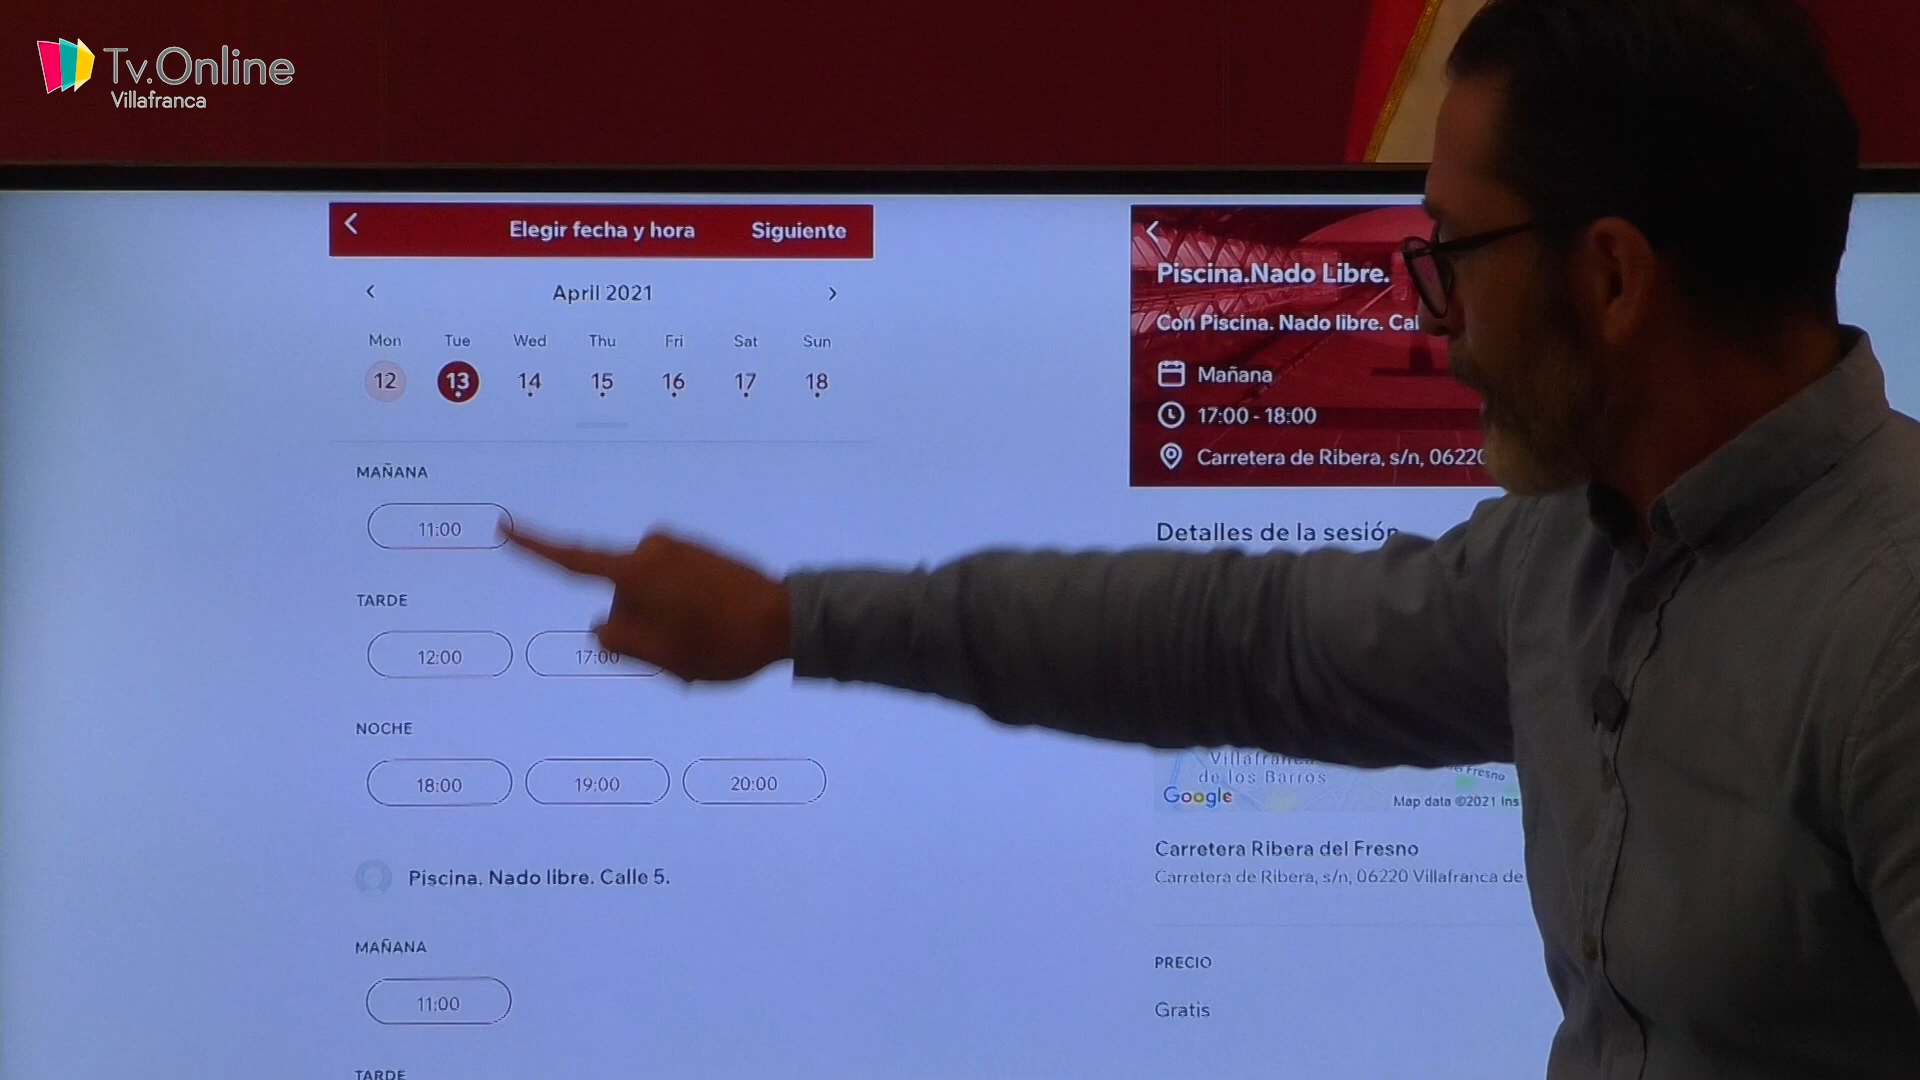 Tv.Online
Villafranca
Elegir fecha y hora
Siguiente
April 2021
Mon Tue Wed Thu Fri Sat Sun
12 13 14 15 16 17 18
MAÑANA
11:00
TARDE
12:00 17:00
NOCHE
18:00 19:00 20:00
Piscina. Nado libre. Calle 5.
MAÑANA
11:00
TARDE
Piscina.Nado Libre.
Con Piscina. Nado libre. Cal
Mañana
17:00 - 18:00
Carretera de Ribera, s/n, 06220
Detalles de la sesión
Villafranca
de los Barros
Fresno
Google
Map data ©2021 Ins
Carretera Ribera del Fresno
Carretera de Ribera, s/n, 06220 Villafranca de
PRECIO
Gratis